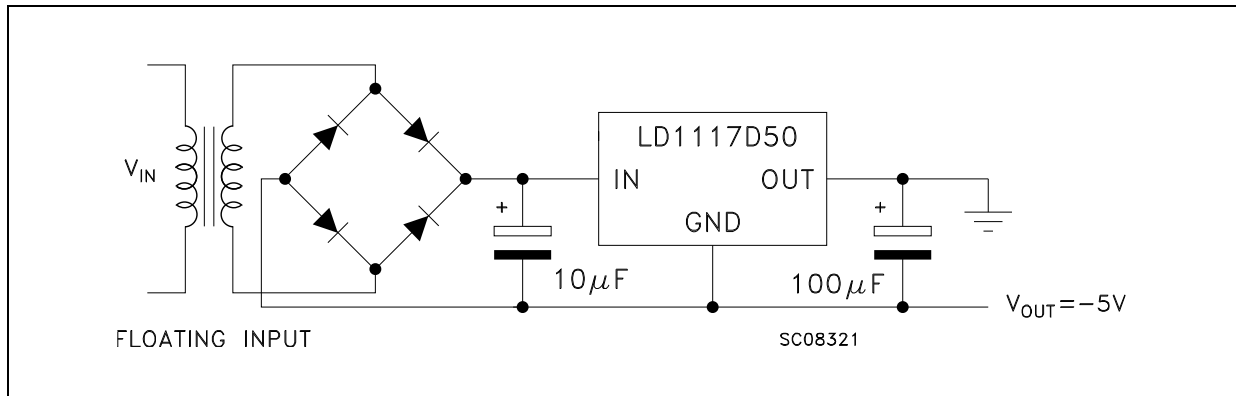 LD1117D50
V_IN
IN OUT
+
+
GND
10µF
100µF
V_OUT=-5V
FLOATING INPUT
SC08321